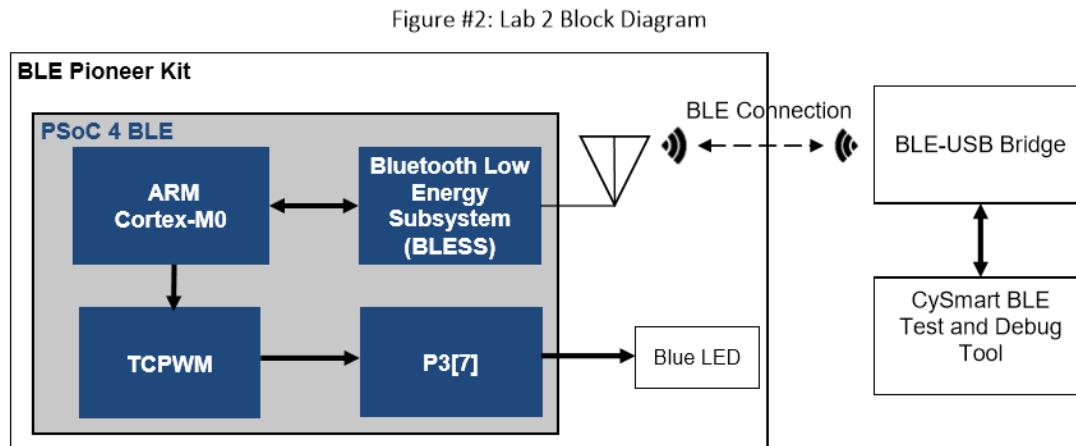 Figure #2: Lab 2 Block Diagram
BLE Pioneer Kit
PSoC 4 BLE
ARM
Cortex-M0
Bluetooth Low
Energy
Subsystem
(BLESS)
BLE Connection
BLE-USB Bridge
TCPWM
P3[7]
Blue LED
CySmart BLE
Test and Debug
Tool